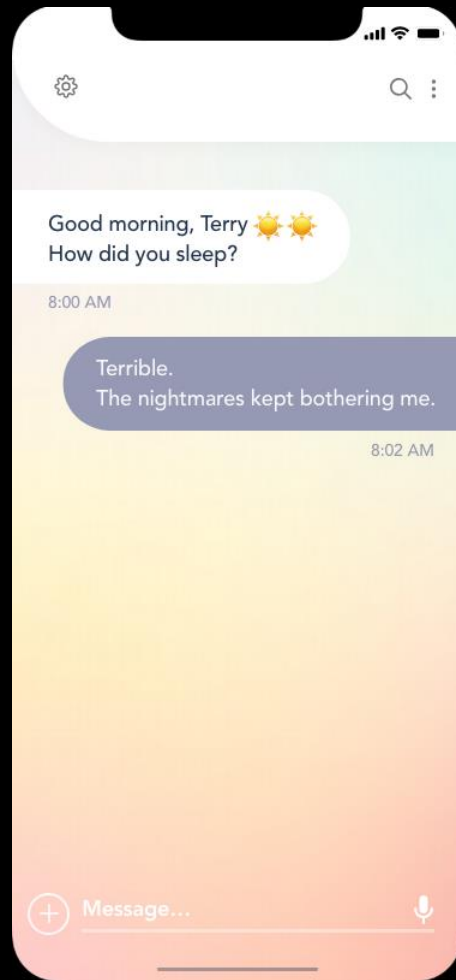 Good morning, Terry ☀️☀️
How did you sleep?
8:00 AM
Terrible.
The nightmares kept bothering me.
8:02 AM
Message...